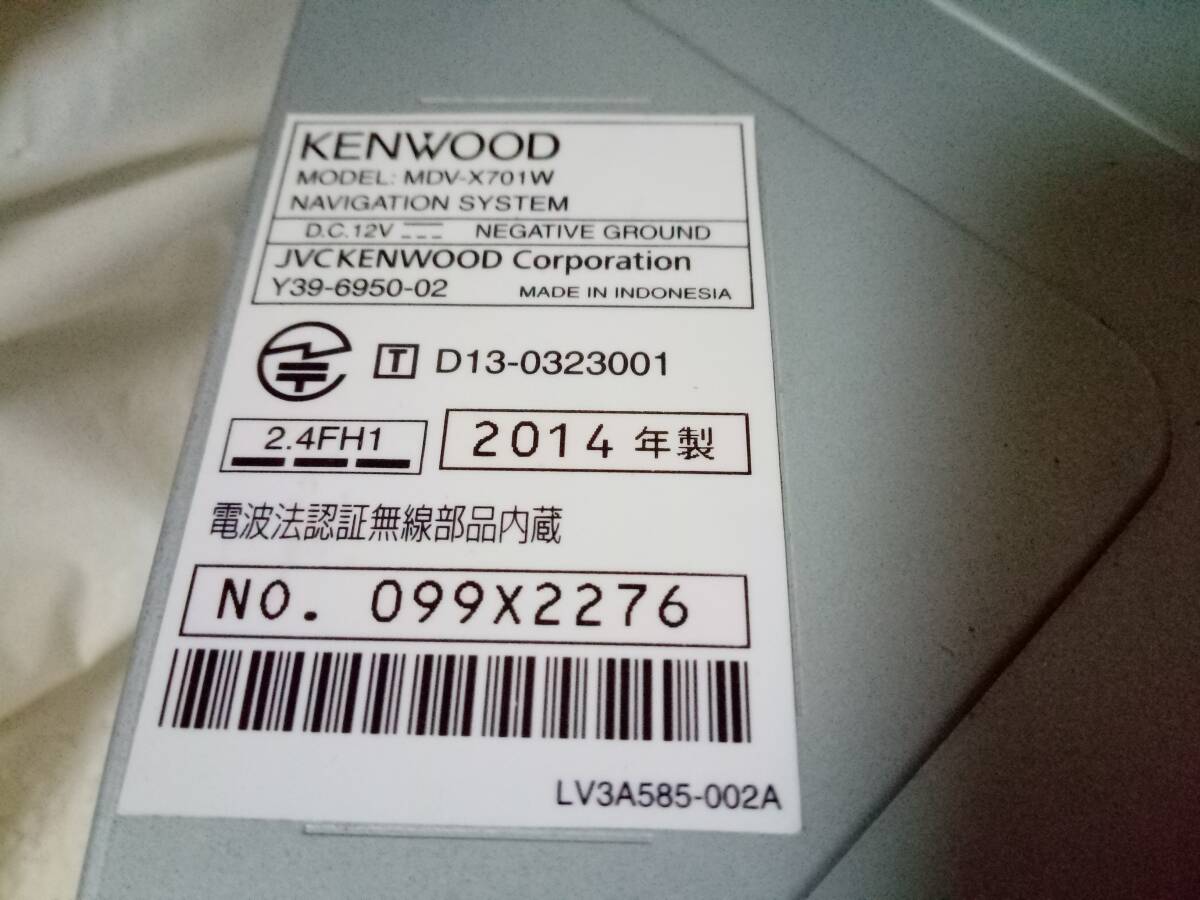 KENWOOD
MODEL: MDV-X701W
NAVIGATION SYSTEM
D.C.12V NEGATIVE GROUND
JVCKENWOOD Corporation
Y39-6950-02 MADE IN INDONESIA
T D13-0323001
2.4FH1 2014 年製
電波法認証無線部品内蔵
NO. 099X2276
LV3A585-002A